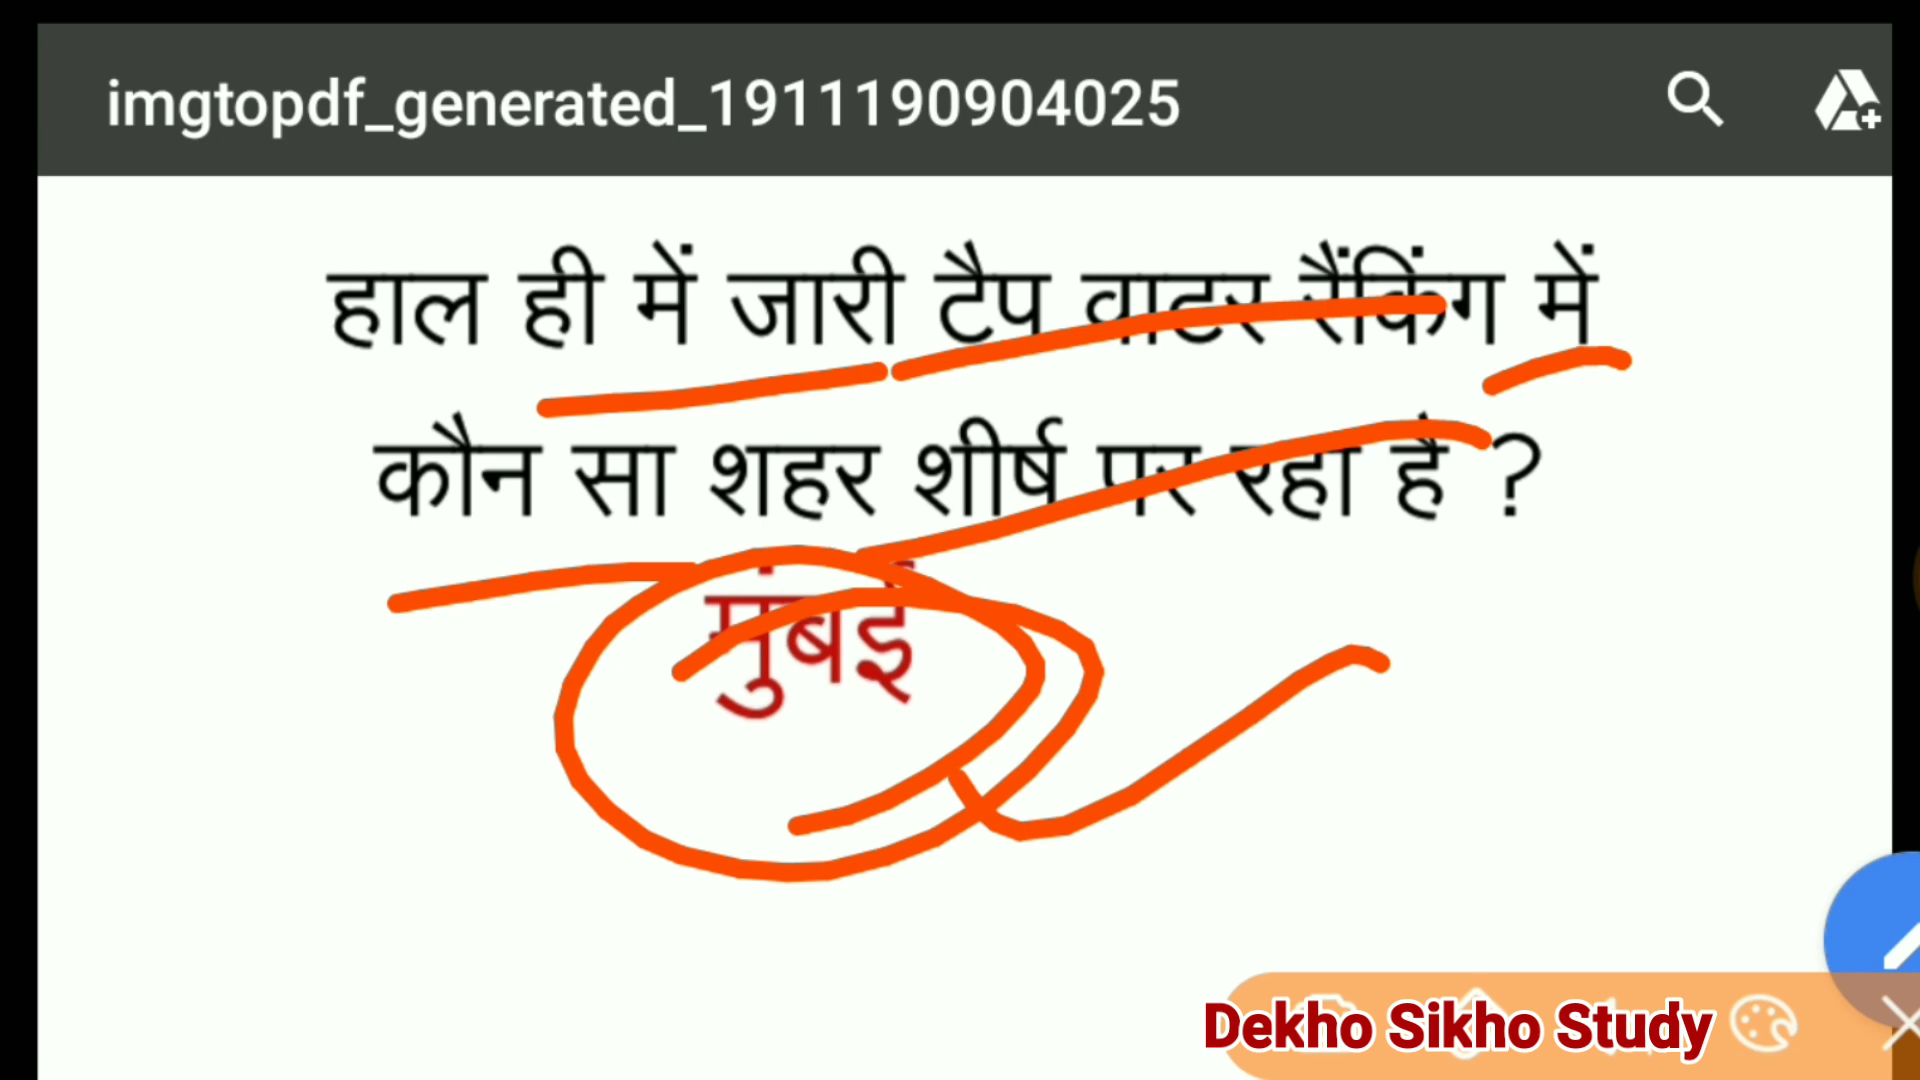 imgtopdf_generated_1911190904025
हाल ही में जारी टैप वाटर रैंकिंग में
कौन सा शहर शीर्ष पर रहा है ?
मुंबई
Dekho Sikho Study